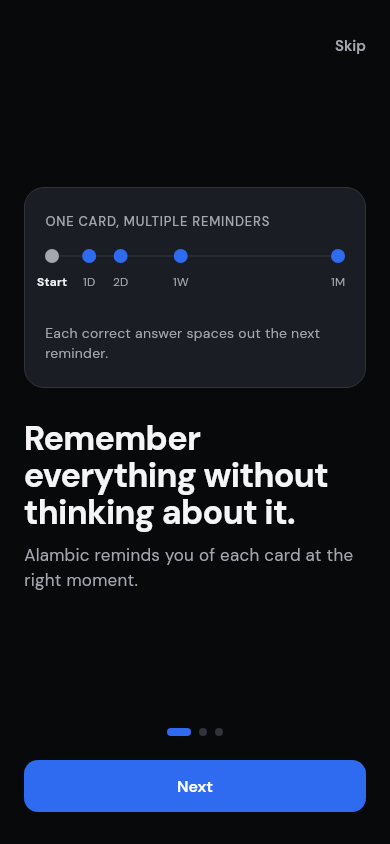 Skip
ONE CARD, MULTIPLE REMINDERS
Start 1D 2D 1W 1M
Each correct answer spaces out the next
reminder.
Remember
everything without
thinking about it.
Alambic reminds you of each card at the
right moment.
Next